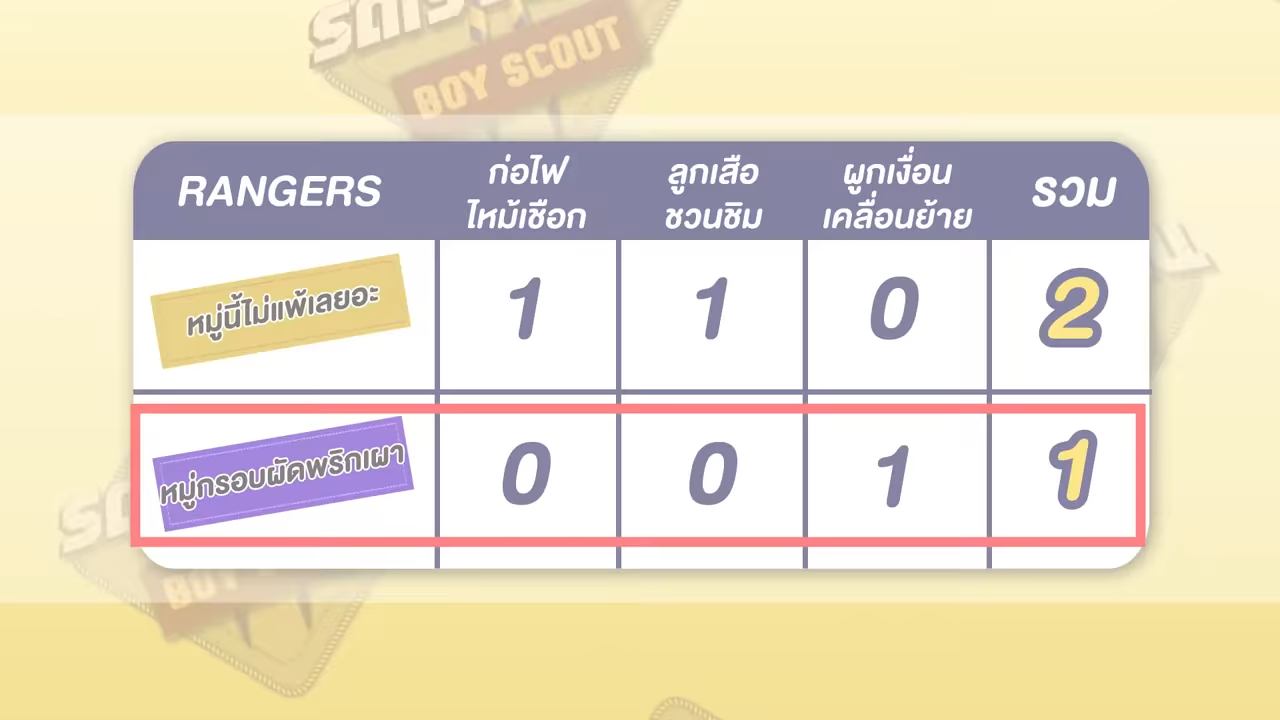 BOY SCOUT
RANGERS
ก่อไฟ
ไหม้เชือก
ลูกเสือ
ชวนชิม
ผูกเงื่อน
เคลื่อนย้าย
รวม
หมู่นี้ไม่แพ้เลยอะ
1
1
0
2
หมู่กรอบผัดพริกเผา
0
0
1
1